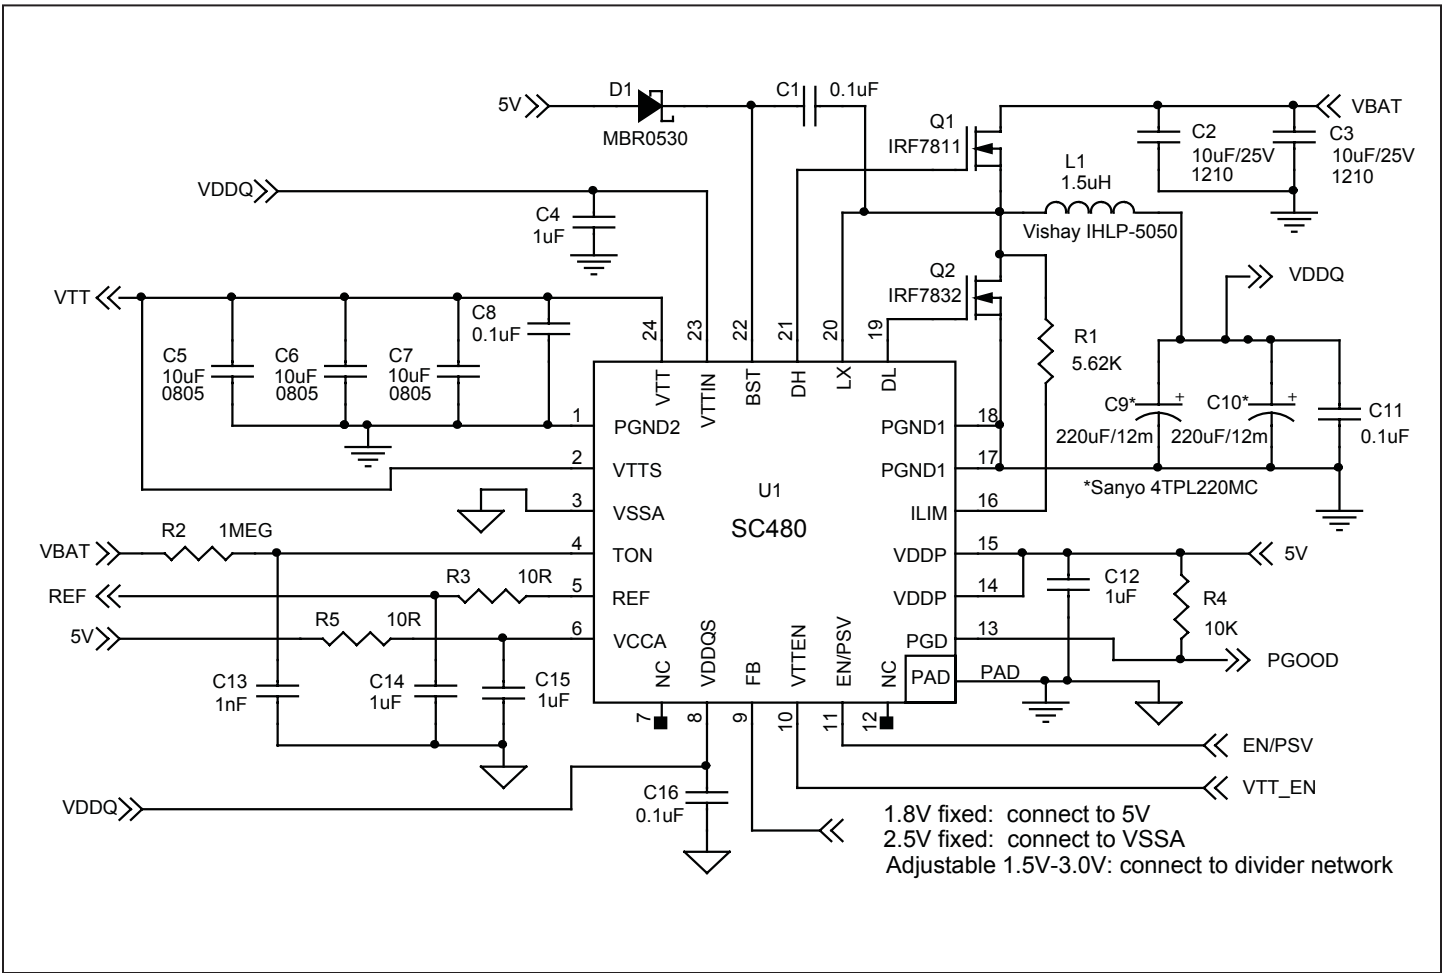 5V
D1
MBR0530
C1
0.1uF
Q1
IRF7811
VBAT
C2
10uF/25V
1210
C3
10uF/25V
1210
L1
1.5uH
Vishay IHLP-5050
VDDQ
C4
1uF
Q2
IRF7832
VDDQ
VTT
C5
10uF
0805
C6
10uF
0805
C7
10uF
0805
C8
0.1uF
24
23
22
21
20
19
VTT
VTTIN
BST
DH
LX
DL
R1
5.62K
C9*
220uF/12m
+
C10*
220uF/12m
+
C11
0.1uF
*Sanyo 4TPL220MC
1
PGND2
2
VTTS
3
VSSA
4
TON
5
REF
6
VCCA
U1
SC480
PGND1
18
PGND1
17
ILIM
16
VDDP
15
VDDP
14
PGD
13
PAD
PAD
VBAT
R2
1MEG
REF
R3
10R
5V
R5
10R
5V
C12
1uF
R4
10K
PGOOD
NC
VDDQS
FB
VTTEN
EN/PSV
NC
7
8
9
10
11
12
C13
1nF
C14
1uF
C15
1uF
EN/PSV
VTT_EN
VDDQ
C16
0.1uF
1.8V fixed: connect to 5V
2.5V fixed: connect to VSSA
Adjustable 1.5V-3.0V: connect to divider network